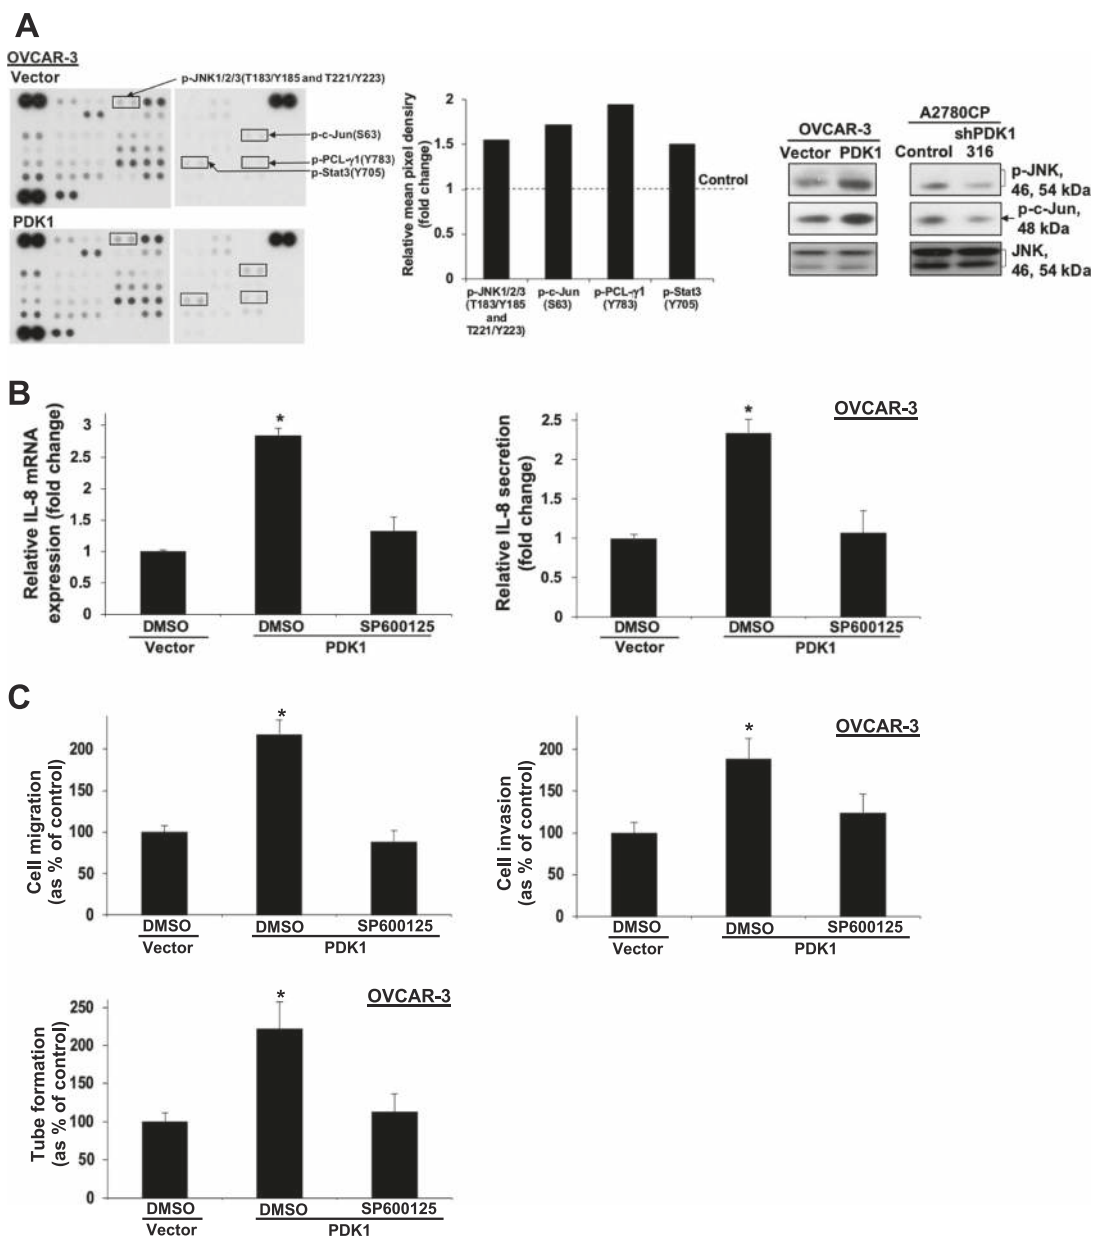 A
OVCAR-3
Vector
p-JNK1/2/3(T183/Y185 and T221/Y223)
p-c-Jun(S63)
p-PCL-γ1(Y783)
p-Stat3(Y705)
PDK1
Relative mean pixel densiry
(fold change)
2
1.5
1
0.5
0
Control
p-JNK1/2/3
(T183/Y185
and
T221/Y223)
p-c-Jun
(S63)
p-PCL-γ1
(Y783)
p-Stat3
(Y705)
OVCAR-3
Vector PDK1
A2780CP
shPDK1
Control 316
p-JNK,
46, 54 kDa
p-c-Jun,
48 kDa
JNK,
46, 54 kDa
B
Relative IL-8 mRNA
expression (fold change)
3
2.5
2
1.5
1
0.5
0
*
DMSO DMSO SP600125
Vector PDK1
OVCAR-3
Relative IL-8 secretion
(fold change)
2.5
2
1.5
1
0.5
0
*
DMSO DMSO SP600125
Vector PDK1
C
Cell migration
(as % of control)
200
150
100
50
0
*
DMSO DMSO SP600125
Vector PDK1
OVCAR-3
Cell invasion
(as % of control)
200
150
100
50
0
*
DMSO DMSO SP600125
Vector PDK1
OVCAR-3
Tube formation
(as % of control)
250
200
150
100
50
0
*
DMSO DMSO SP600125
Vector PDK1